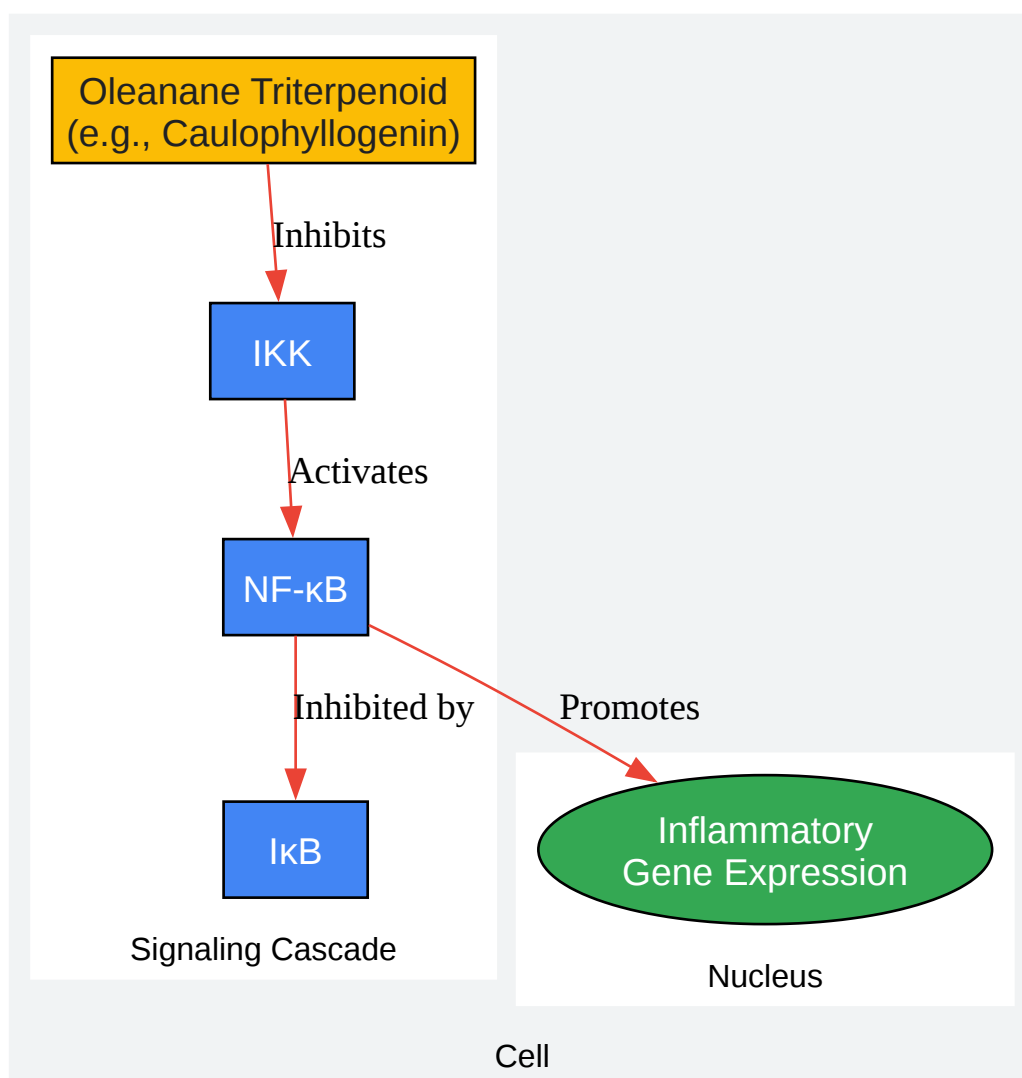 Oleanane Triterpenoid
(e.g., Caulophyllogenin)
Inhibits
IKK
Activates
NF-κB
Inhibited by
Promotes
IκB
Inflammatory
Gene Expression
Signaling Cascade
Nucleus
Cell